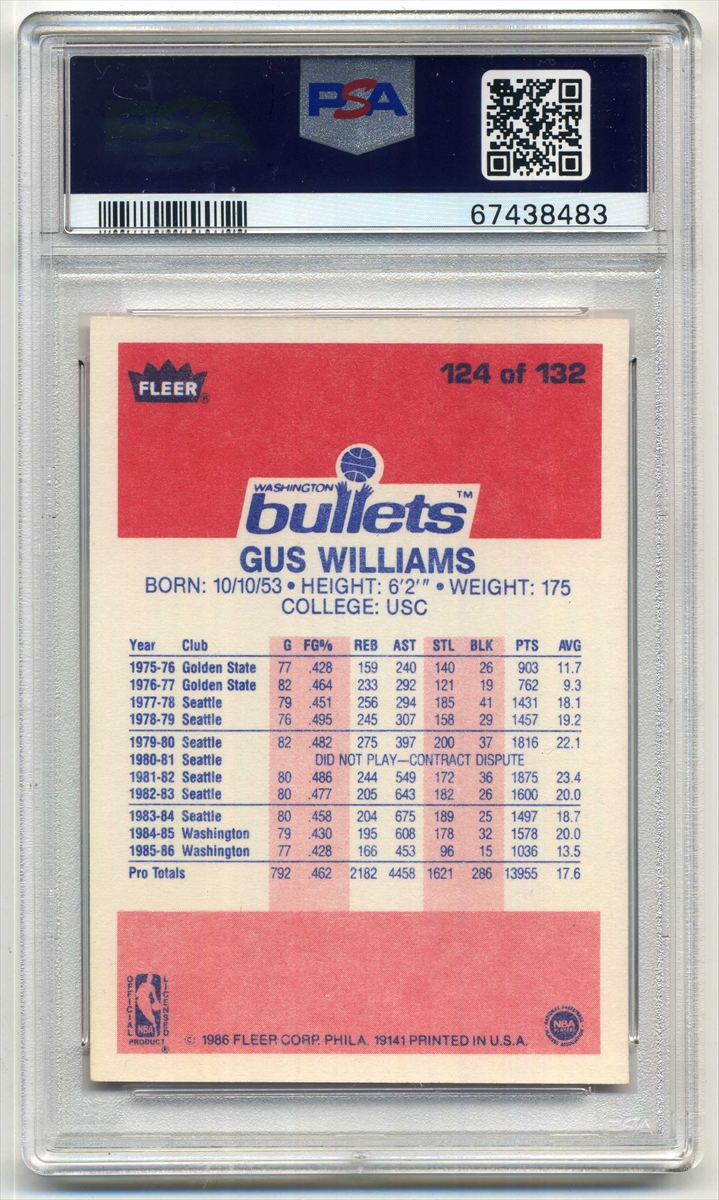 PSA
PSA
67438483
FLEER®
124 of 132
WASHINGTON
bullets™
GUS WILLIAMS
BORN: 10/10/53 • HEIGHT: 6'2'" • WEIGHT: 175
COLLEGE: USC
Year Club G FG% REB AST STL BLK PTS AVG
1975-76 Golden State 77 .428 159 240 140 26 903 11.7
1976-77 Golden State 82 .464 233 292 121 19 762 9.3
1977-78 Seattle 79 .451 256 294 185 41 1431 18.1
1978-79 Seattle 76 .495 245 307 158 29 1457 19.2
1979-80 Seattle 82 .482 275 397 200 37 1816 22.1
1980-81 Seattle DID NOT PLAY—CONTRACT DISPUTE
1981-82 Seattle 80 .486 244 549 172 36 1875 23.4
1982-83 Seattle 80 .477 205 643 182 26 1600 20.0
1983-84 Seattle 80 .458 204 675 189 25 1497 18.7
1984-85 Washington 79 .430 195 608 178 32 1578 20.0
1985-86 Washington 77 .428 166 453 96 15 1036 13.5
Pro Totals 792 .462 2182 4458 1621 286 13955 17.6
OFFICIAL
LICENSED
NBA
PRODUCT ®
© 1986 FLEER CORP. PHILA. 19141 PRINTED IN U.S.A.
NBA
PLAYERS
PSA